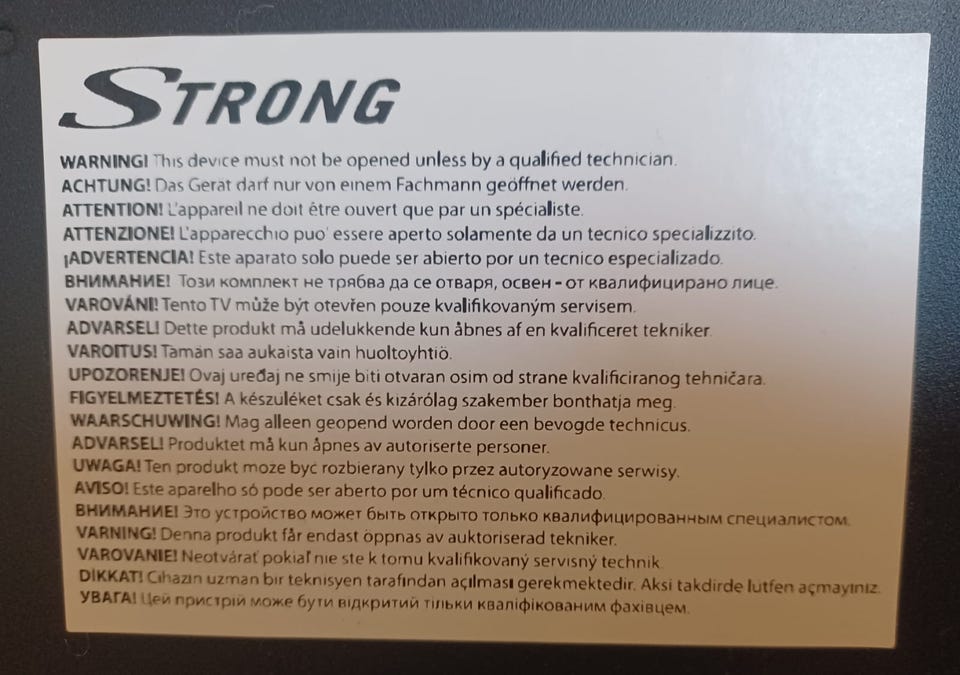 STRONG
WARNING! This device must not be opened unless by a qualified technician.
ACHTUNG! Das Gerat darf nur von einem Fachmann geöffnet werden.
ATTENTION! L'appareil ne doit être ouvert que par un spécialiste.
ATTENZIONE! L'apparecchio puo' essere aperto solamente da un tecnico specializzito.
¡ADVERTENCIA! Este aparato solo puede ser abierto por un tecnico especializado.
ВНИМАНИЕ! Този комплект не трябва да се отваря, освен - от квалифицирано лице.
VAROVÁNI! Tento TV může být otevřen pouze kvalifikovaným servisem.
ADVARSEL! Dette produkt må udelukkende kun åbnes af en kvalificeret tekniker.
VAROITUS! Taman saa aukaista vain huoltoyhtiö.
UPOZORENJE! Ovaj uređaj ne smije biti otvaran osim od strane kvalificiranog tehničara.
FIGYELMEZTETÉS! A készüléket csak és kizárólag szakember bonthatja meg.
WAARSCHUWING! Mag alleen geopend worden door een bevogde technicus.
ADVARSEL! Produktet må kun åpnes av autoriserte personer.
UWAGA! Ten produkt moze byc rozbierany tylko przez autoryzowane serwisy.
AVISO! Este aparelho só pode ser aberto por um técnico qualificado.
ВНИМАНИЕ! Это устройство может быть открыто только квалифицированным специалистом.
VARNING! Denna produkt får endast öppnas av auktoriserad tekniker.
VAROVANIE! Neotvárať pokiaľ nie ste k tomu kvalifikovaný servisný technik.
DİKKAT! Cihazin uzman bir teknisyen tarafından açılması gerekmektedir. Aksi takdirde lutfen açmayiniz.
УВАГА! Цей пристрій може бути відкритий тільки кваліфікованим фахівцем.